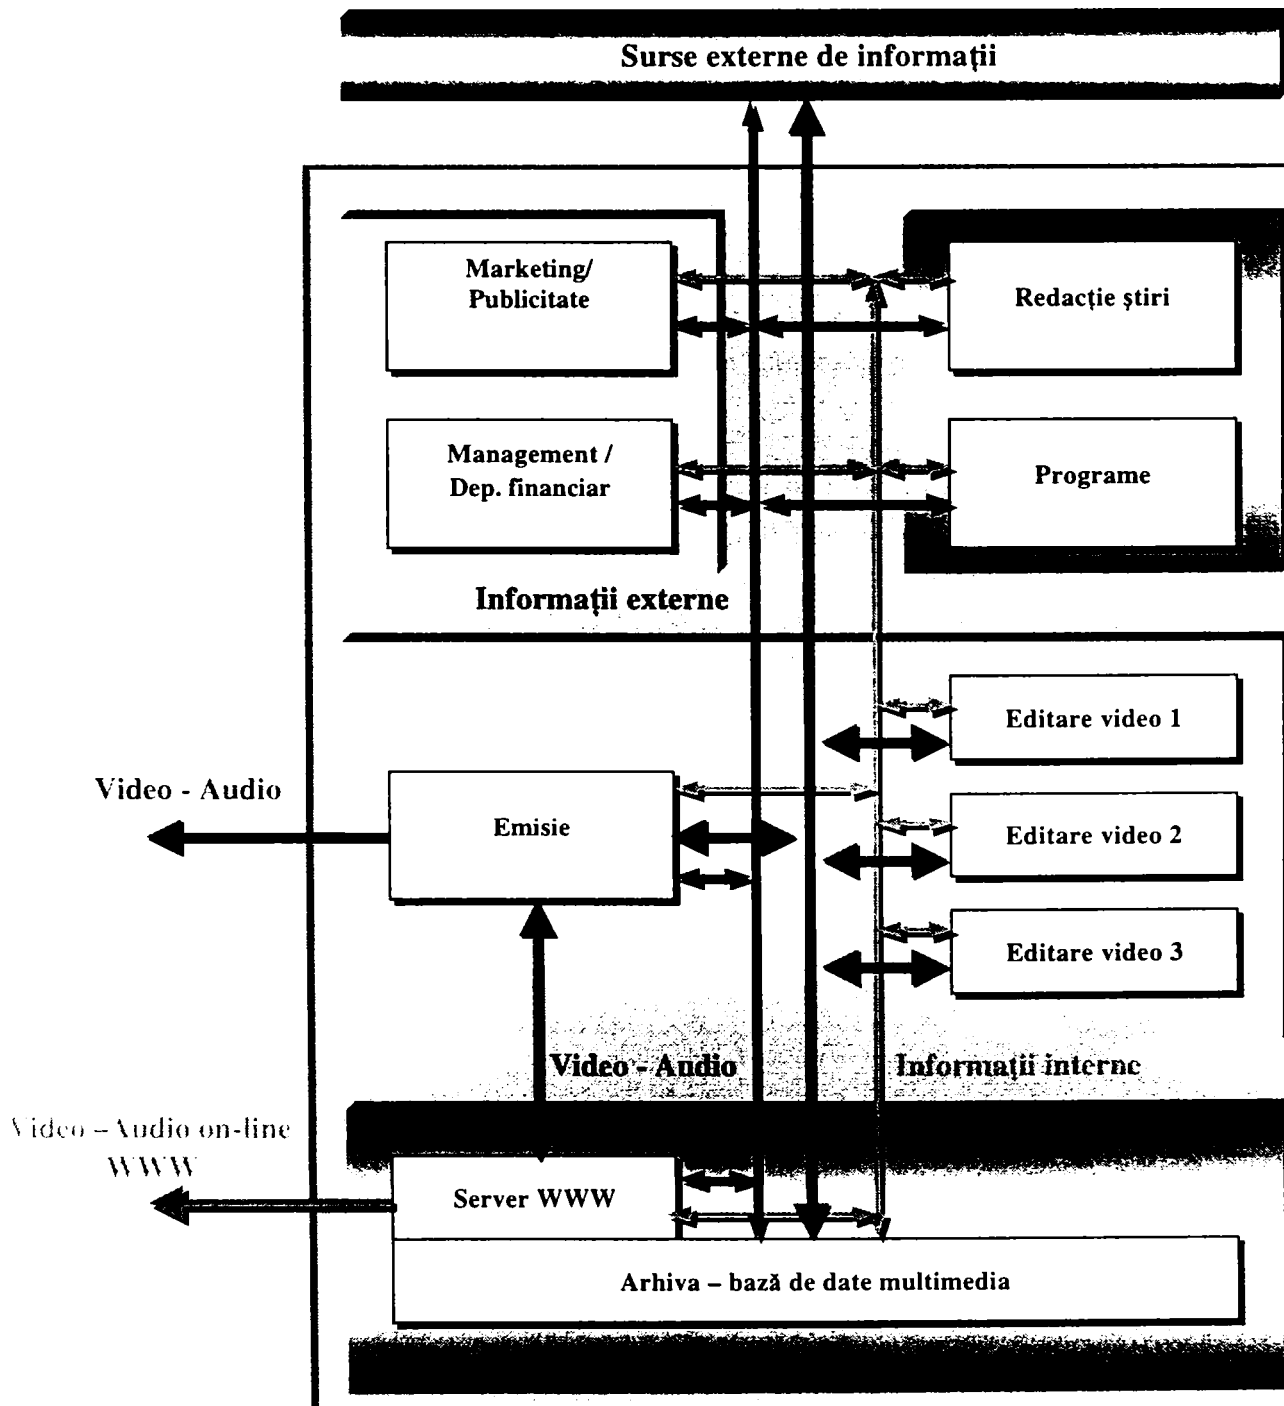 Surse externe de informații
Marketing/
Publicitate
Redacție știri
Management /
Dep. financiar
Programe
Informații externe
Editare video 1
Video - Audio
Emisie
Editare video 2
Editare video 3
Video - Audio
Informații interne
Video – Audio on-line
WWW
Server WWW
Arhiva – bază de date multimedia